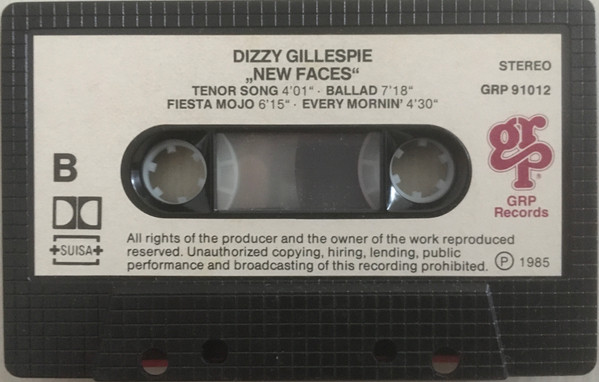 DIZZY GILLESPIE
„NEW FACES“
TENOR SONG 4'01“ · BALLAD 7'18“
FIESTA MOJO 6'15“ · EVERY MORNIN' 4'30“
STEREO
GRP 91012
B
grp®
GRP
Records
SUISA
All rights of the producer and the owner of the work reproduced
reserved. Unauthorized copying, hiring, lending, public
performance and broadcasting of this recording prohibited.
Ⓟ 1985